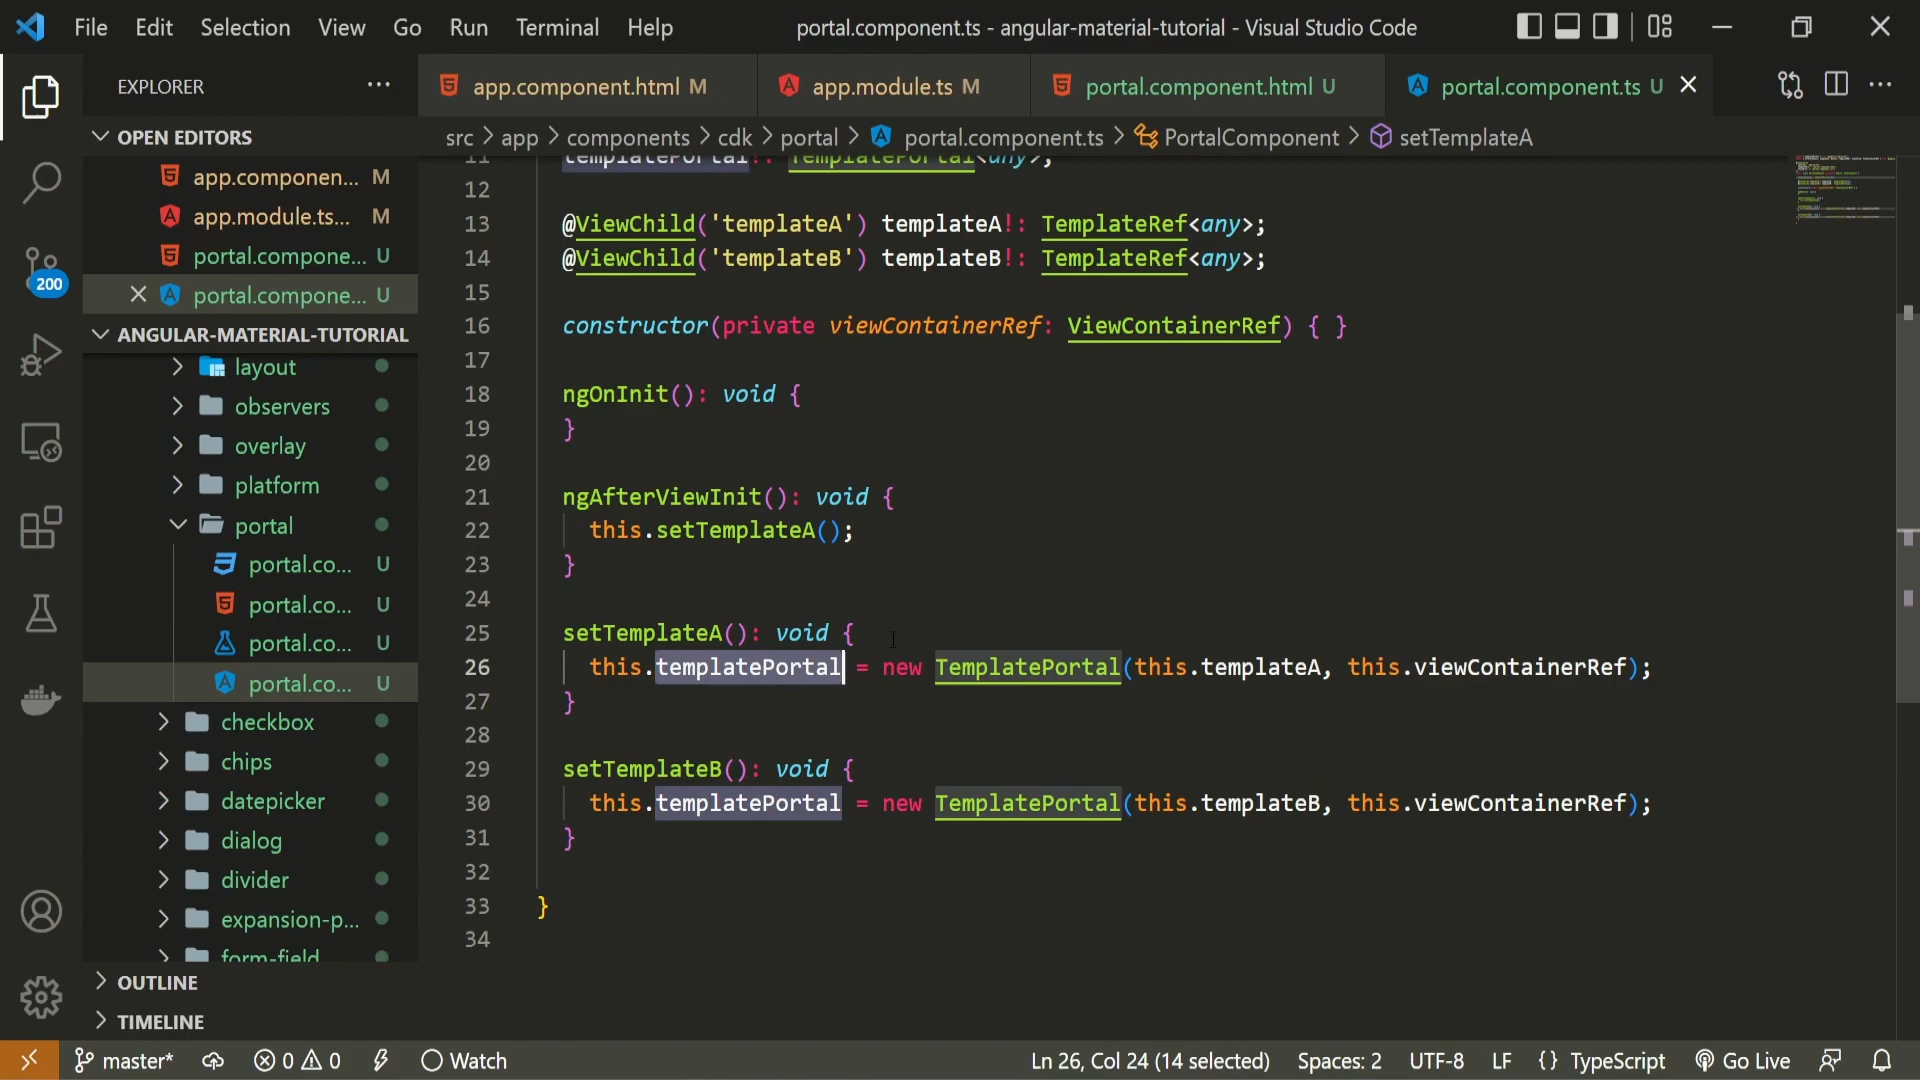 File Edit Selection View Go Run Terminal Help portal.component.ts - angular-material-tutorial - Visual Studio Code
EXPLORER
app.component.html M
app.module.ts M
portal.component.html U
portal.component.ts U
OPEN EDITORS
src > app > components > cdk > portal > portal.component.ts > PortalComponent > setTemplateA
app.componen... M
app.module.ts... M
portal.compone... U
portal.compone... U
200
ANGULAR-MATERIAL-TUTORIAL
layout
observers
overlay
platform
portal
portal.co... U
portal.co... U
portal.co... U
portal.co... U
checkbox
chips
datepicker
dialog
divider
expansion-p...
form-field
OUTLINE
TIMELINE
11 templatePortal!: TemplatePortal<any>;
12
13 @ViewChild('templateA') templateA!: TemplateRef<any>;
14 @ViewChild('templateB') templateB!: TemplateRef<any>;
15
16 constructor(private viewContainerRef: ViewContainerRef) { }
17
18 ngOnInit(): void {
19 }
20
21 ngAfterViewInit(): void {
22 this.setTemplateA();
23 }
24
25 setTemplateA(): void {
26 this.templatePortal = new TemplatePortal(this.templateA, this.viewContainerRef);
27 }
28
29 setTemplateB(): void {
30 this.templatePortal = new TemplatePortal(this.templateB, this.viewContainerRef);
31 }
32
33 }
34
master* 0 0 Watch Ln 26, Col 24 (14 selected) Spaces: 2 UTF-8 LF { } TypeScript Go Live